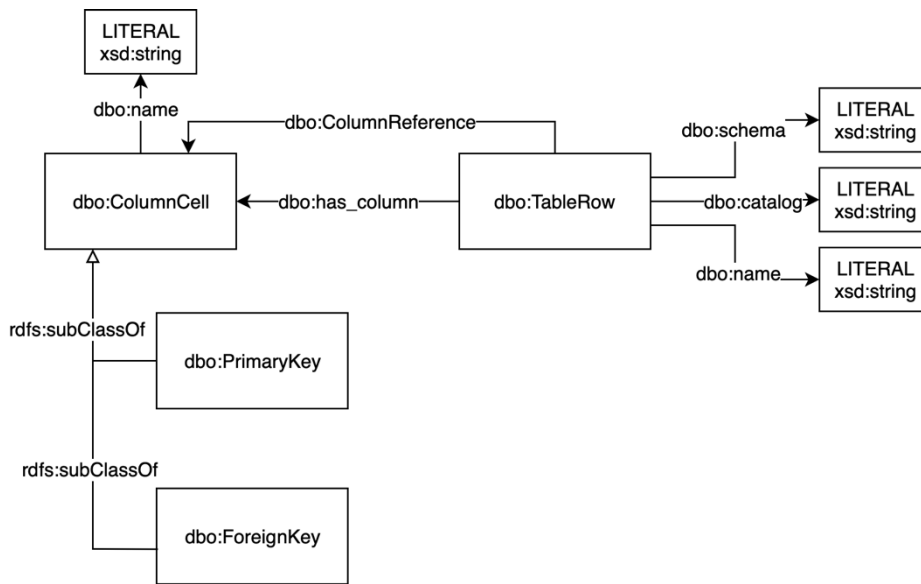 LITERAL
xsd:string
dbo:name
dbo:ColumnReference
dbo:ColumnCell
dbo:has_column
dbo:TableRow
dbo:schema
LITERAL
xsd:string
dbo:catalog
LITERAL
xsd:string
dbo:name
LITERAL
xsd:string
rdfs:subClassOf
dbo:PrimaryKey
rdfs:subClassOf
dbo:ForeignKey